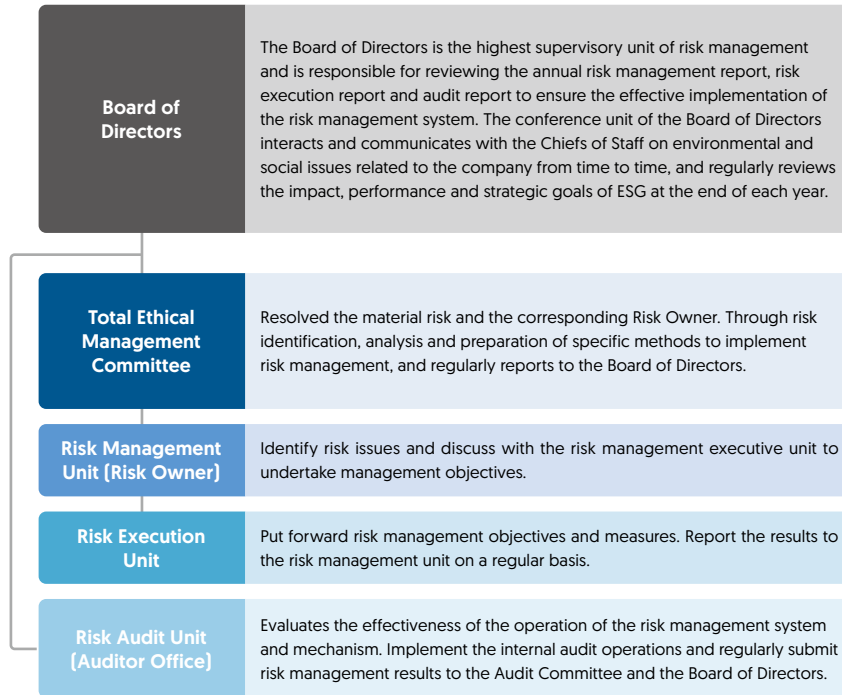 Board of
Directors
The Board of Directors is the highest supervisory unit of risk management
and is responsible for reviewing the annual risk management report, risk
execution report and audit report to ensure the effective implementation of
the risk management system. The conference unit of the Board of Directors
interacts and communicates with the Chiefs of Staff on environmental and
social issues related to the company from time to time, and regularly reviews
the impact, performance and strategic goals of ESG at the end of each year.
Total Ethical
Management
Committee
Resolved the material risk and the corresponding Risk Owner. Through risk
identification, analysis and preparation of specific methods to implement
risk management, and regularly reports to the Board of Directors.
Risk Management
Unit (Risk Owner)
Identify risk issues and discuss with the risk management executive unit to
undertake management objectives.
Risk Execution
Unit
Put forward risk management objectives and measures. Report the results to
the risk management unit on a regular basis.
Risk Audit Unit
(Auditor Office)
Evaluates the effectiveness of the operation of the risk management system
and mechanism. Implement the internal audit operations and regularly submit
risk management results to the Audit Committee and the Board of Directors.